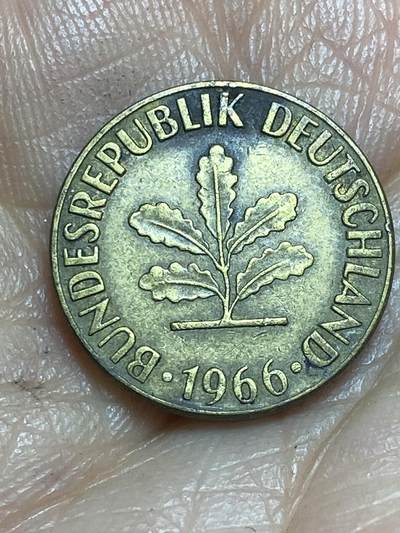 BUNDESREPUBLIK DEUTSCHLAND
· 1966 ·